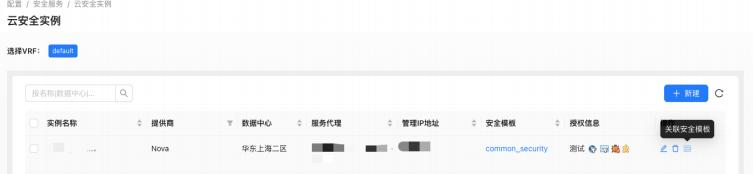 配置 / 安全服务 / 云安全实例
云安全实例
选择VRF： default
按名称|数据中心|...
+ 新建
实例名称 提供商 数据中心 服务代理 管理IP地址 安全模板 授权信息
关联安全模板
Nova 华东上海二区 common_security 测试